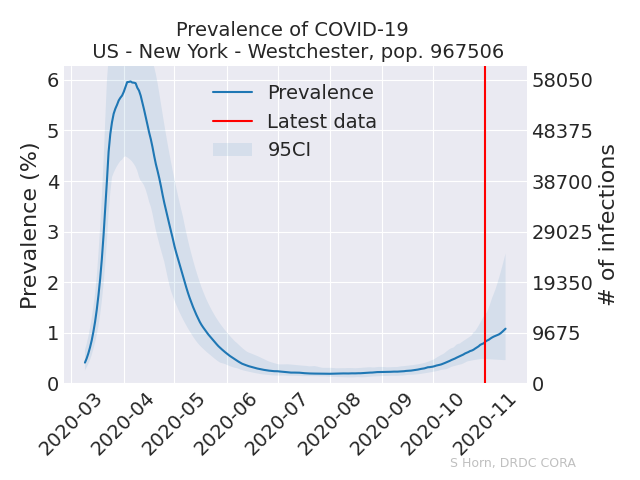 Prevalence of COVID-19
US - New York - Westchester, pop. 967506
Prevalence
Latest data
95CI
Prevalence (%)
6
5
4
3
2
1
0
58050
48375
38700
29025
19350
9675
0
# of infections
2020-03
2020-04
2020-05
2020-06
2020-07
2020-08
2020-09
2020-10
2020-11
S Horn, DRDC CORA